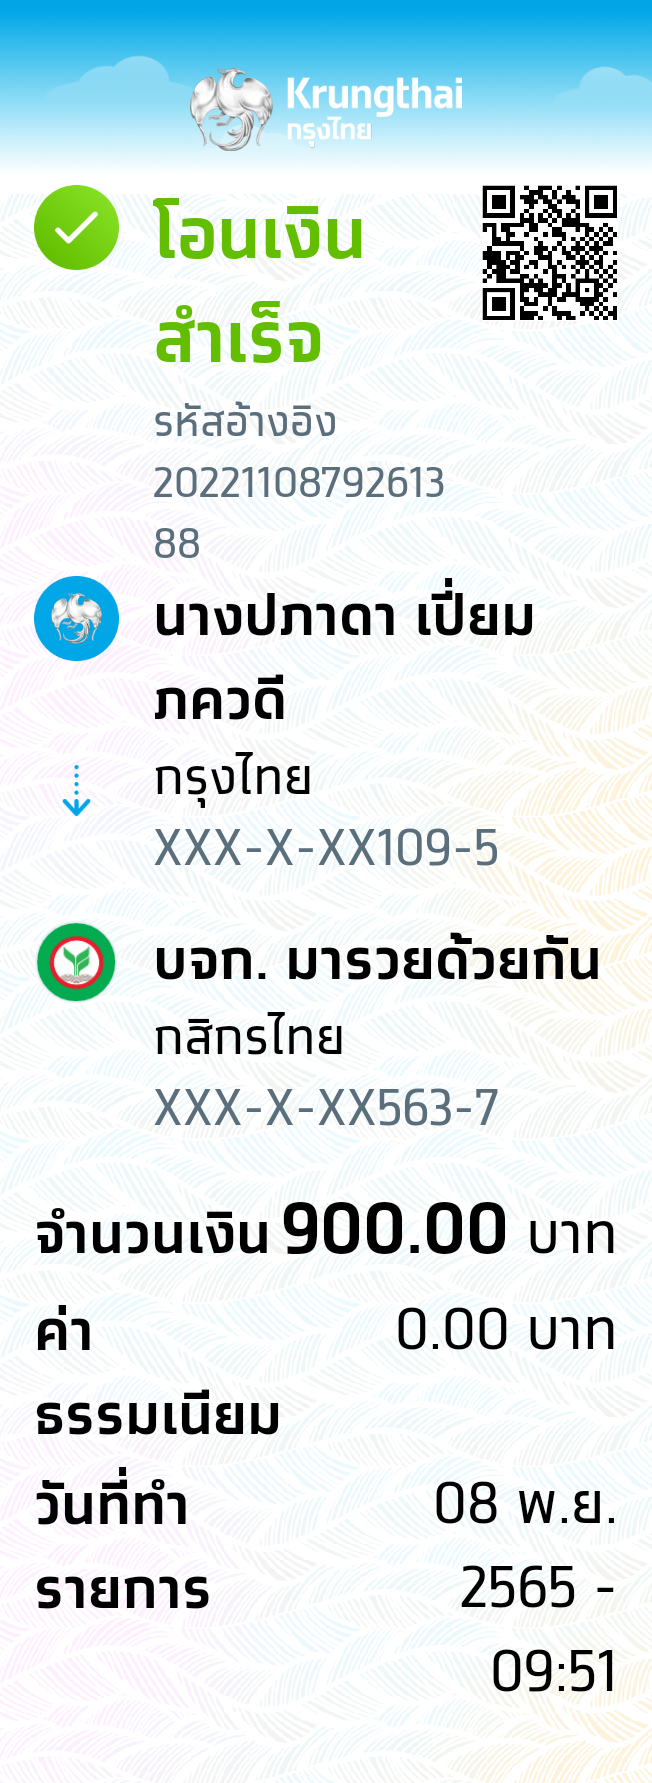 Krungthai
กรุงไทย
โอนเงิน
สำเร็จ
รหัสอ้างอิง
20221108792613
88
นางปภาดา เปี่ยม
ภควดี
กรุงไทย
XXX-X-XX109-5
บจก. มารวยด้วยกัน
กสิกรไทย
XXX-X-XX563-7
จำนวนเงิน 900.00 บาท
ค่า 0.00 บาท
ธรรมเนียม
วันที่ทำ 08 พ.ย.
รายการ 2565 -
09:51